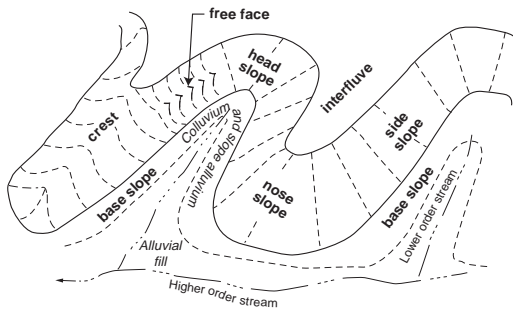 free face
head
slope
interfluve
crest
Colluvium
and slope alluvium
side
slope
base slope
nose
slope
base slope
Lower order stream
Alluvial
fill
Higher order stream